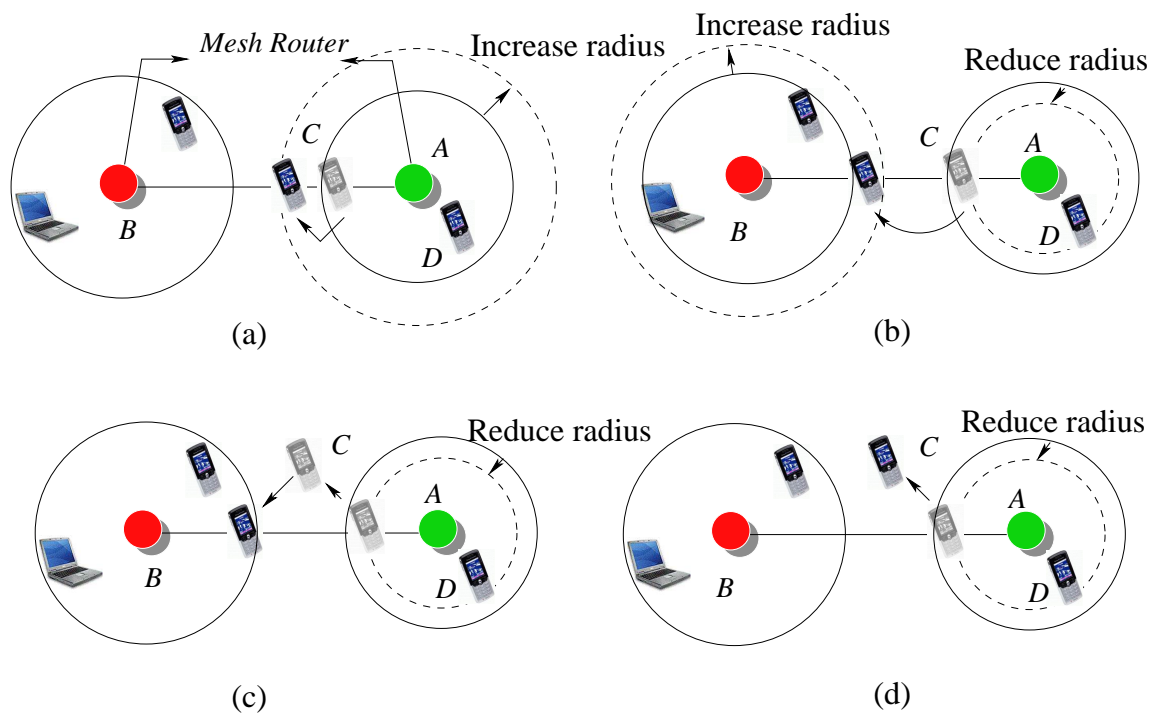 Mesh Router
Increase radius
C
A
B
D
(a)
Increase radius
Reduce radius
C
A
B
D
(b)
Reduce radius
C
A
B
D
(c)
Reduce radius
C
A
B
D
(d)